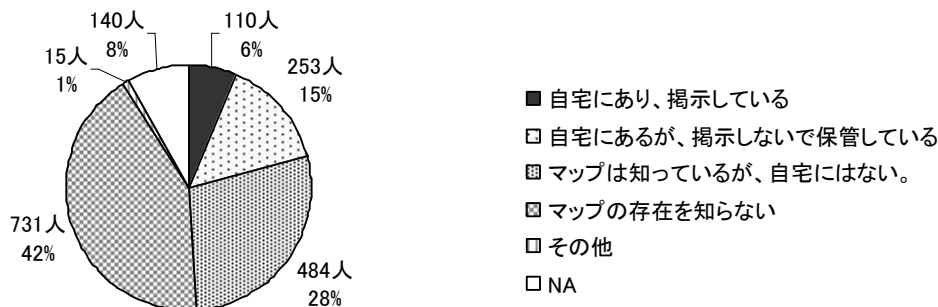 140人
8%
110人
6%
15人
1%
253人
15%
731人
42%
484人
28%
自宅にあり、掲示している
自宅にあるが、掲示しないで保管している
マップは知っているが、自宅にはない。
マップの存在を知らない
その他
NA